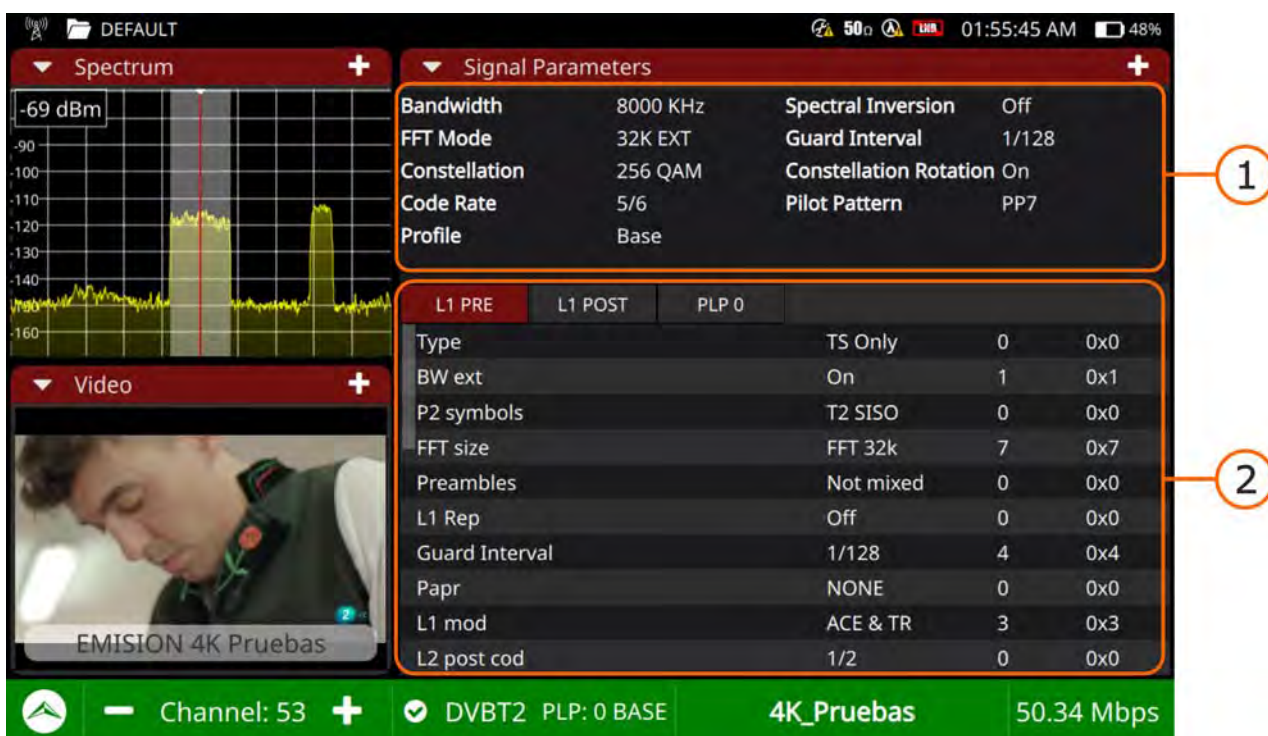 DEFAULT
50Ω
LNB
01:55:45 AM
48%
Spectrum
-69 dBm
-90
-100
-110
-120
-130
-140
-160
Video
2
EMISION 4K Pruebas
Signal Parameters
Bandwidth 8000 KHz Spectral Inversion Off
FFT Mode 32K EXT Guard Interval 1/128
Constellation 256 QAM Constellation Rotation On
Code Rate 5/6 Pilot Pattern PP7
Profile Base
1
L1 PRE L1 POST PLP 0
Type TS Only 0 0x0
BW ext On 1 0x1
P2 symbols T2 SISO 0 0x0
FFT size FFT 32k 7 0x7
Preambles Not mixed 0 0x0
L1 Rep Off 0 0x0
Guard Interval 1/128 4 0x4
Papr NONE 0 0x0
L1 mod ACE & TR 3 0x3
L2 post cod 1/2 0 0x0
2
Channel: 53 DVBT2 PLP: 0 BASE 4K_Pruebas 50.34 Mbps